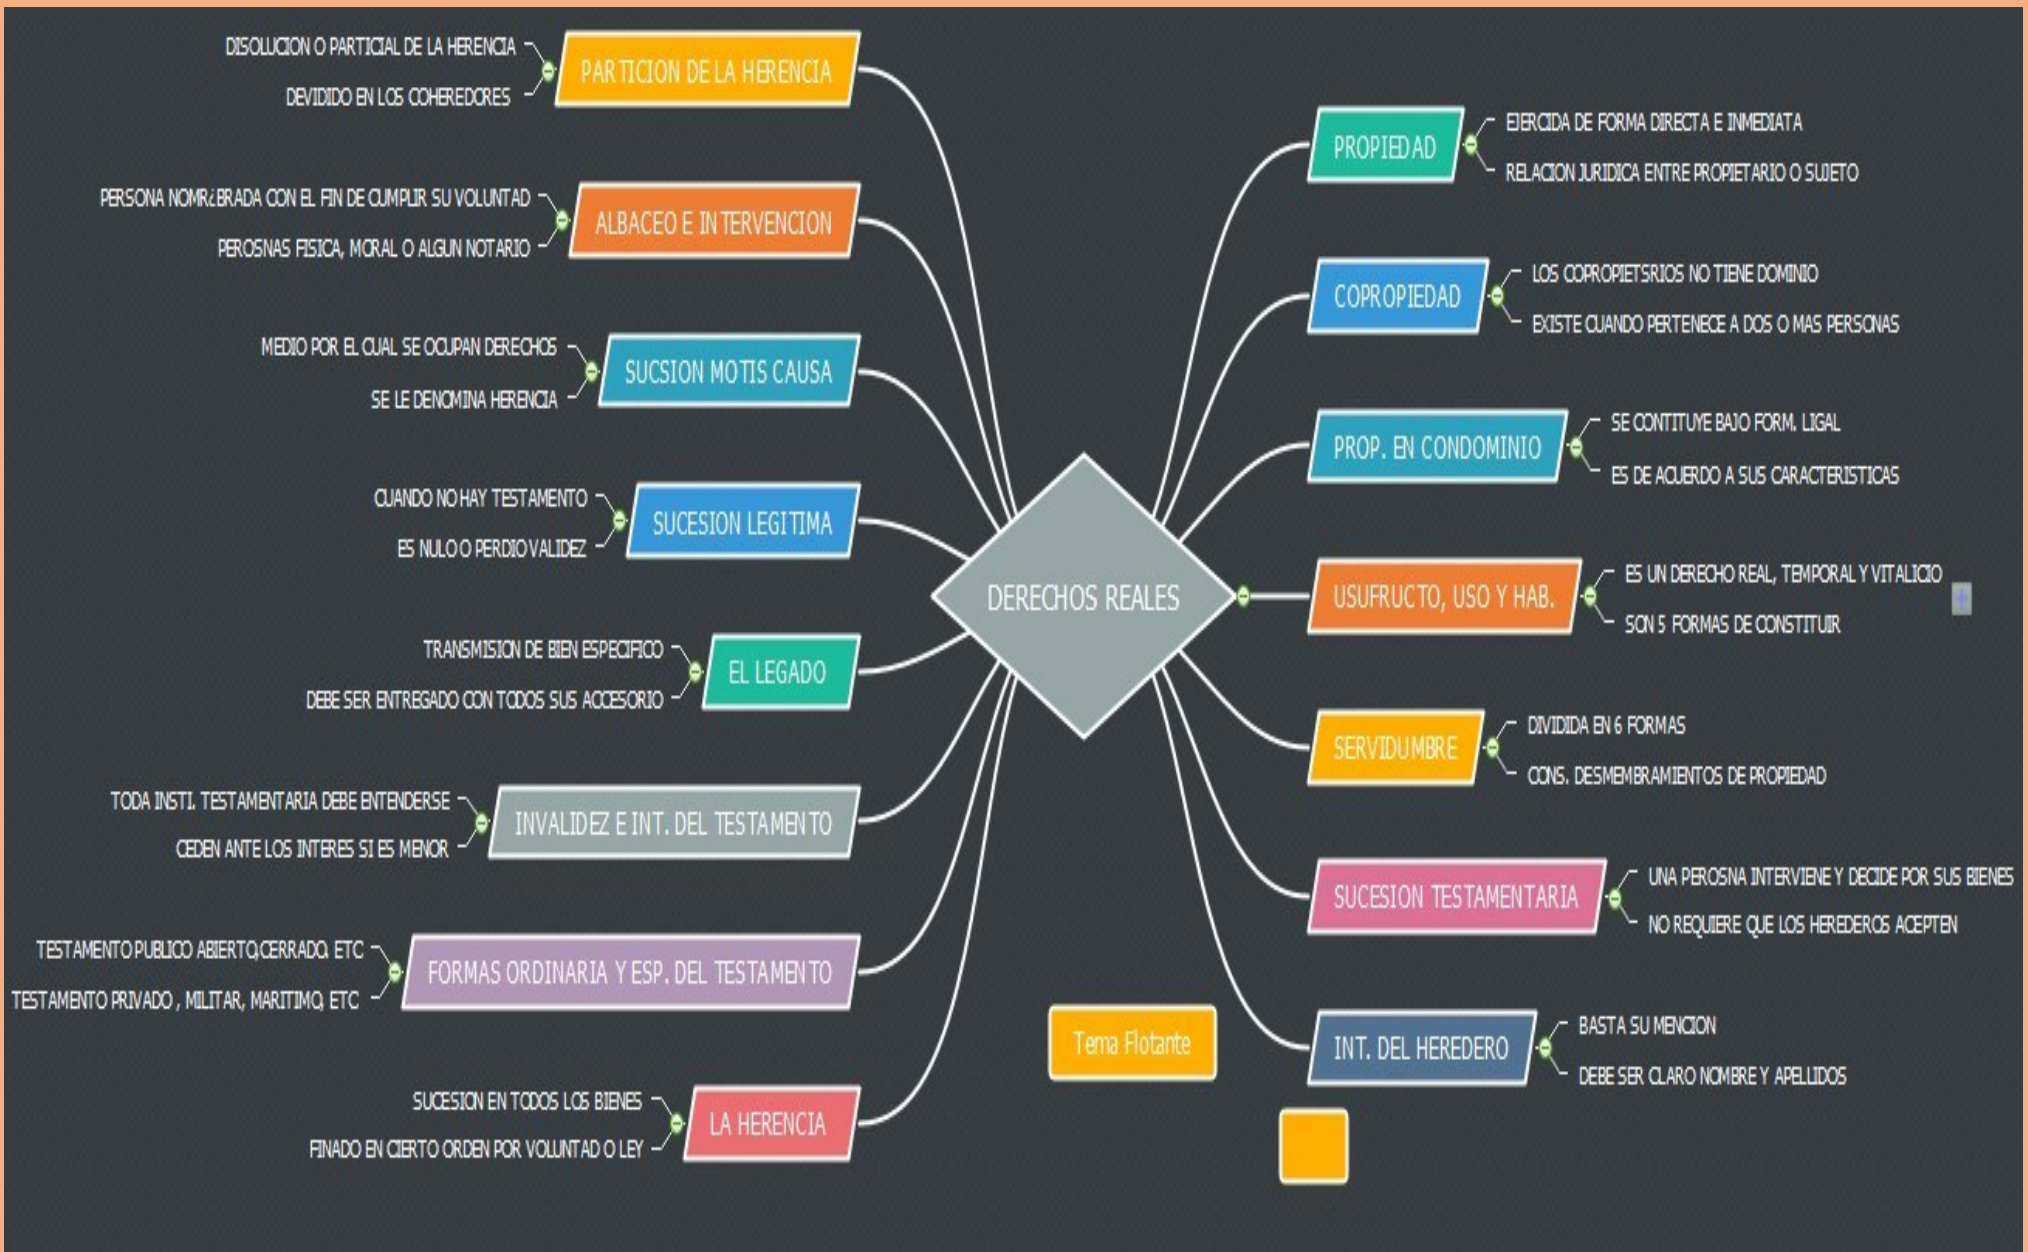 DERECHOS REALES
PROPIEDAD
EJERCIDA DE FORMA DIRECTA E INMEDIATA
RELACION JURIDICA ENTRE PROPIETARIO O SUJETO
COPROPIEDAD
LOS COPROPIETSRIOS NO TIENE DOMINIO
EXISTE CUANDO PERTENECE A DOS O MAS PERSONAS
PROP. EN CONDOMINIO
SE CONTITUYE BAJO FORM. LIGAL
ES DE ACUERDO A SUS CARACTERISTICAS
USUFRUCTO, USO Y HAB.
ES UN DERECHO REAL, TEMPORAL Y VITALICIO
SON 5 FORMAS DE CONSTITUIR
SERVIDUMBRE
DIVIDIDA EN 6 FORMAS
CONS. DESMEMBRAMIENTOS DE PROPIEDAD
SUCESION TESTAMENTARIA
UNA PEROSNA INTERVIENE Y DECIDE POR SUS BIENES
NO REQUIERE QUE LOS HEREDEROS ACEPTEN
INT. DEL HEREDERO
BASTA SU MENCION
DEBE SER CLARO NOMBRE Y APELLIDOS
PARTICION DE LA HERENCIA
DISOLUCION O PARTICIAL DE LA HERENCIA
DEVIDIDO EN LOS COHEREDORES
ALBACEO E INTERVENCION
PERSONA NOMR¿BRADA CON EL FIN DE CUMPLIR SU VOLUNTAD
PEROSNAS FISICA, MORAL O ALGUN NOTARIO
SUCSION MOTIS CAUSA
MEDIO POR EL CUAL SE OCUPAN DERECHOS
SE LE DENOMINA HERENCIA
SUCESION LEGITIMA
CUANDO NO HAY TESTAMENTO
ES NULO O PERDIO VALIDEZ
EL LEGADO
TRANSMISION DE BIEN ESPECIFICO
DEBE SER ENTREGADO CON TODOS SUS ACCESORIO
INVALIDEZ E INT. DEL TESTAMENTO
TODA INSTI. TESTAMENTARIA DEBE ENTENDERSE
CEDEN ANTE LOS INTERES SI ES MENOR
FORMAS ORDINARIA Y ESP. DEL TESTAMENTO
TESTAMENTO PUBLICO ABIERTO,CERRADO. ETC
TESTAMENTO PRIVADO , MILITAR, MARITIMO, ETC
LA HERENCIA
SUCESION EN TODOS LOS BIENES
FINADO EN CIERTO ORDEN POR VOLUNTAD O LEY
Tema Flotante